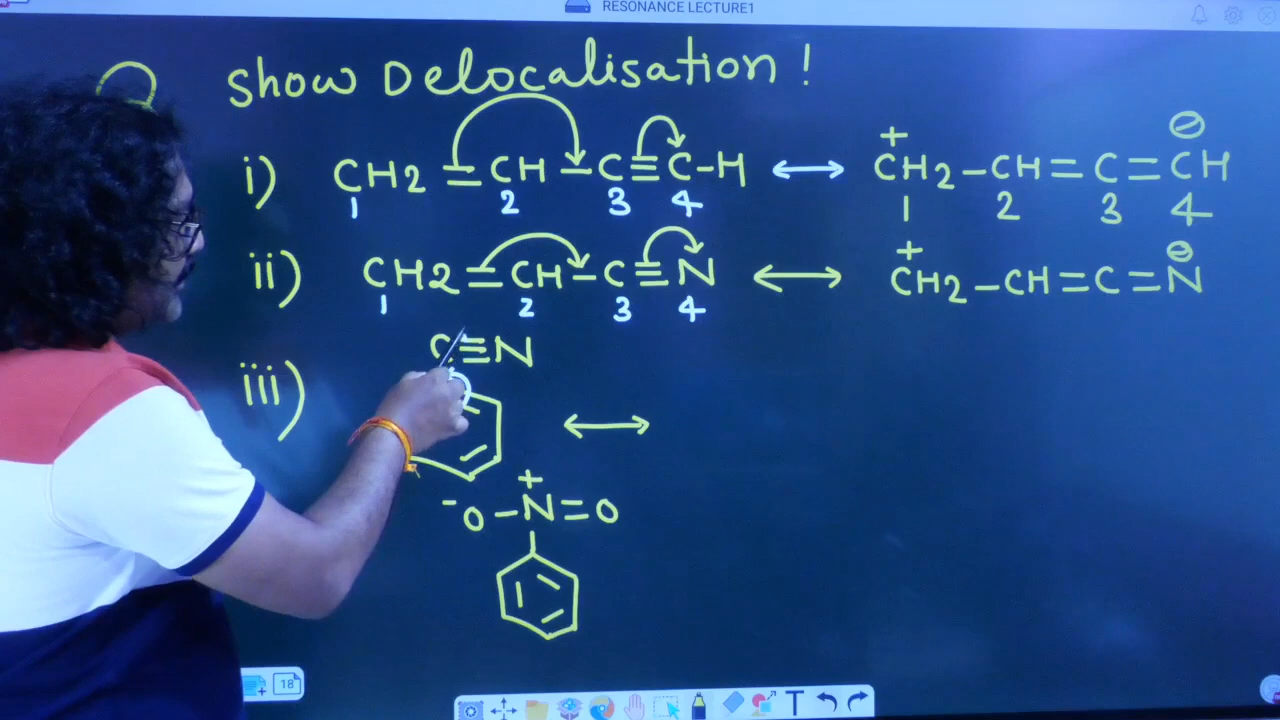 RESONANCE LECTURE1
Q Show Delocalisation !
i) CH2 = CH - C ≡ C - H ⟷ +CH2 - CH = C = CH ⊖
1 2 3 4 1 2 3 4
ii) CH2 = CH - C ≡ N ⟷ +CH2 - CH = C = N ⊖
1 2 3 4
C ≡ N
iii) ⟷
+
-O - N = O
18
T